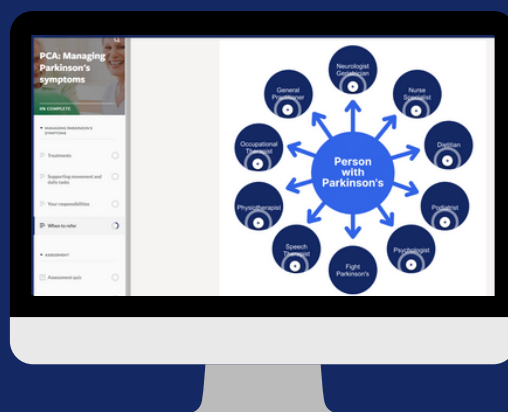 PCA: Managing
Parkinson's
symptoms
0% COMPLETE
MANAGING PARKINSON'S
SYMPTOMS
Treatments
Supporting movement and
daily tasks
Your responsibilities
When to refer
ASSESSMENT
Assessment quiz
Neurologist
Geriatrician
General
Practitioner
Nurse
Specialist
Occupational
Therapist
Dietitian
Person
with
Parkinson's
Physiotherapist
Podiatrist
Speech
Therapist
Psychologist
Fight
Parkinson's